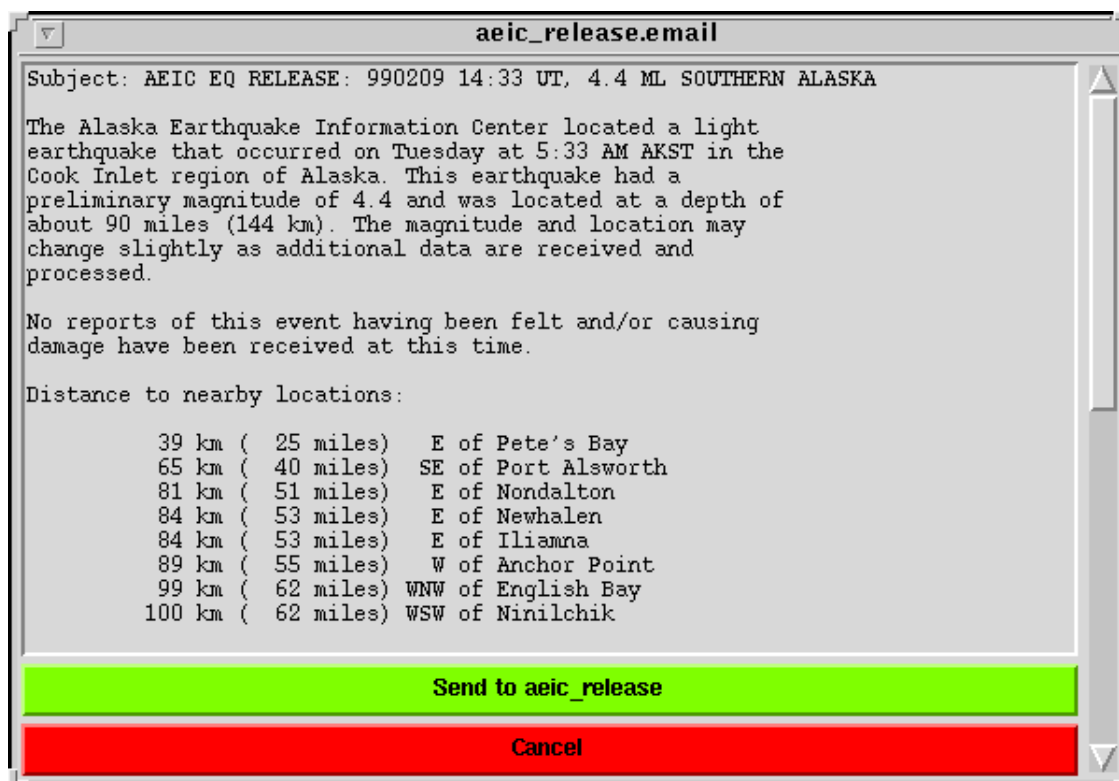 aeic_release.email
Subject: AEIC EQ RELEASE: 990209 14:33 UT, 4.4 ML SOUTHERN ALASKA
The Alaska Earthquake Information Center located a light
earthquake that occurred on Tuesday at 5:33 AM AKST in the
Cook Inlet region of Alaska. This earthquake had a
preliminary magnitude of 4.4 and was located at a depth of
about 90 miles (144 km). The magnitude and location may
change slightly as additional data are received and
processed.
No reports of this event having been felt and/or causing
damage have been received at this time.
Distance to nearby locations:
39 km ( 25 miles) E of Pete's Bay
65 km ( 40 miles) SE of Port Alsworth
81 km ( 51 miles) E of Nondalton
84 km ( 53 miles) E of Newhalen
84 km ( 53 miles) E of Iliamna
89 km ( 55 miles) W of Anchor Point
99 km ( 62 miles) WNW of English Bay
100 km ( 62 miles) WSW of Ninilchik
Send to aeic_release
Cancel